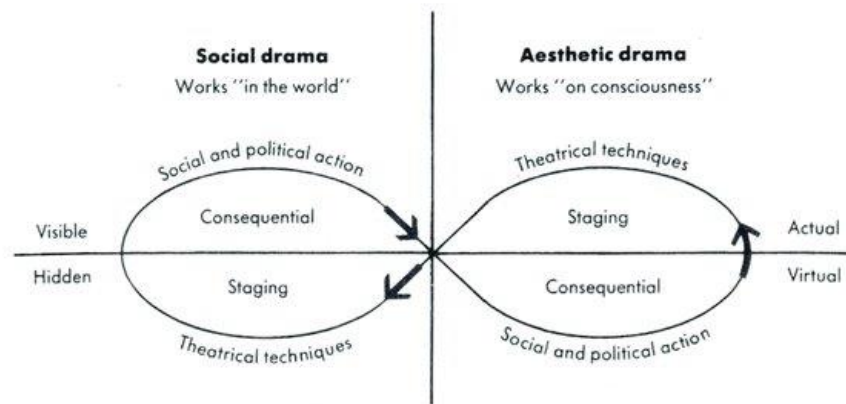 Social drama
Works "in the world"
Aesthetic drama
Works "on consciousness"
Social and political action
Theatrical techniques
Consequential
Staging
Visible
Actual
Hidden
Virtual
Staging
Consequential
Theatrical techniques
Social and political action